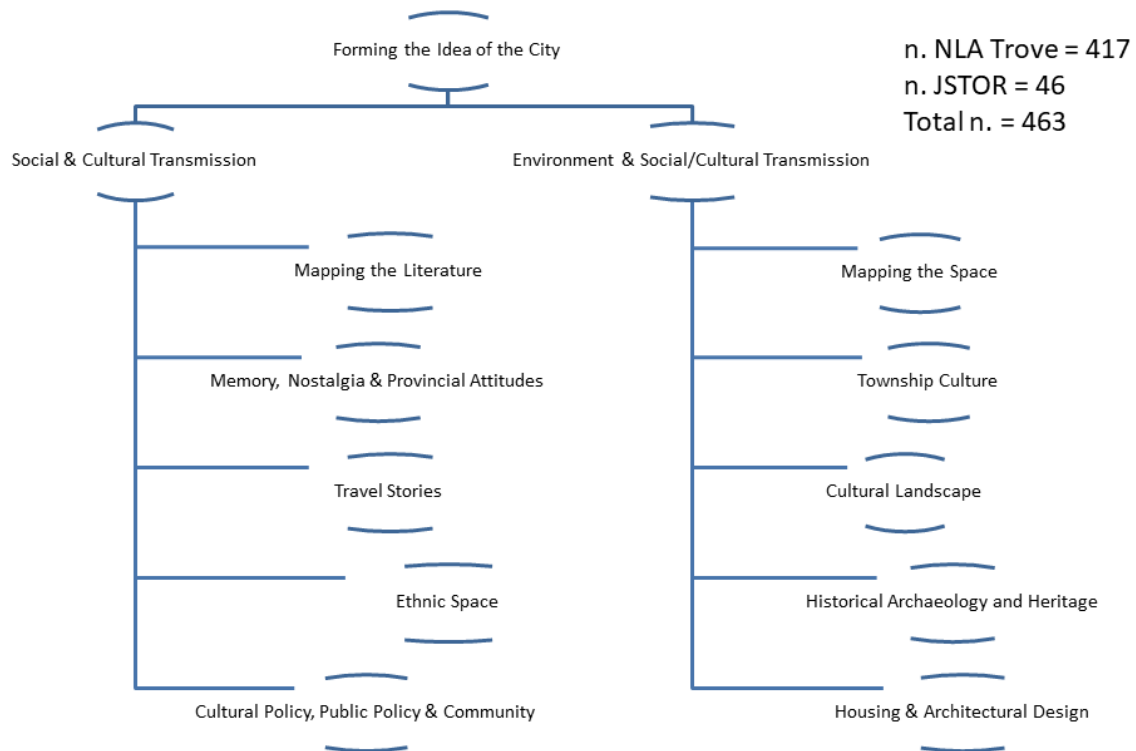 Forming the Idea of the City
n. NLA Trove = 417
n. JSTOR = 46
Total n. = 463
Social & Cultural Transmission
Environment & Social/Cultural Transmission
Mapping the Literature
Mapping the Space
Memory, Nostalgia & Provincial Attitudes
Township Culture
Travel Stories
Cultural Landscape
Ethnic Space
Historical Archaeology and Heritage
Cultural Policy, Public Policy & Community
Housing & Architectural Design